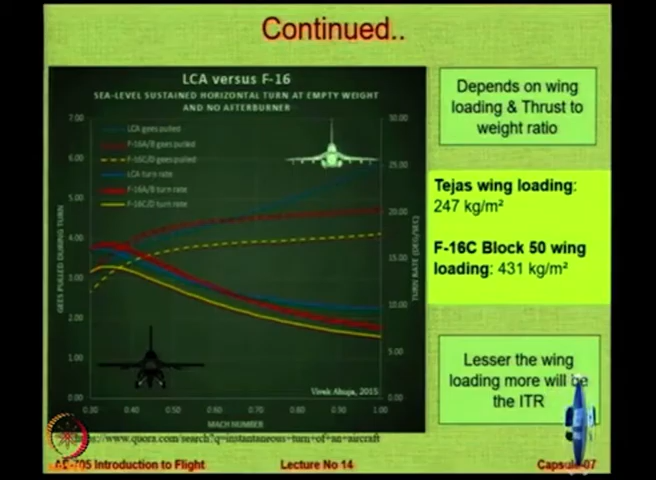 Continued..
LCA versus F-16
SEA-LEVEL SUSTAINED HORIZONTAL TURN AT EMPTY WEIGHT
AND NO AFTERBURNER
7.00
6.00
5.00
4.00
3.00
2.00
1.00
0.00
GEES PULLED DURING TURN
LCA gees pulled
F-16A/B gees pulled
F-16C/D gees pulled
LCA turn rate
F-16A/B turn rate
F-16C/D turn rate
30.00
25.00
20.00
15.00
10.00
5.00
0.00
TURN RATE (DEG/SEC)
0.30 0.40 0.50 0.60 0.70 0.80 0.90 1.00
MACH NUMBER
Vivek Ahuja, 2015
Depends on wing
loading & Thrust to
weight ratio
Tejas wing loading:
247 kg/m²
F-16C Block 50 wing
loading: 431 kg/m²
Lesser the wing
loading more will be
the ITR
https://www.quora.com/search?q=instantaneous+turn+of+an+aircraft
AE-705 Introduction to Flight
Lecture No 14
Capsule-07